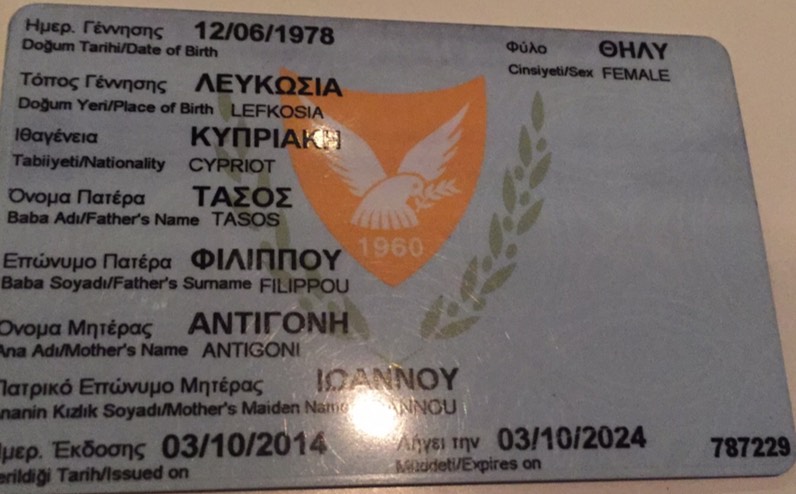 Ημερ. Γέννησης 12/06/1978
Doğum Tarihi/Date of Birth
Φύλο ΘΗΛΥ
Cinsiyeti/Sex FEMALE
Τόπος Γέννησης ΛΕΥΚΩΣΙΑ
Doğum Yeri/Place of Birth LEFKOSIA
Ιθαγένεια ΚΥΠΡΙΑΚΗ
Tabiiyeti/Nationality CYPRIOT
Όνομα Πατέρα ΤΑΣΟΣ
Baba Adı/Father's Name TASOS
1960
Επώνυμο Πατέρα ΦΙΛΙΠΠΟΥ
Baba Soyadı/Father's Surname FILIPPOU
Όνομα Μητέρας ΑΝΤΙΓΟΝΗ
Ana Adı/Mother's Name ANTIGONI
Πατρικό Επώνυμο Μητέρας ΙΩΑΝΝΟΥ
Kızlık Soyadı/Mother's Maiden Name
Έκδοσης 03/10/2014 Λήγει την 03/10/2024 787229
Tarih/Issued on Müddeti/Expires on